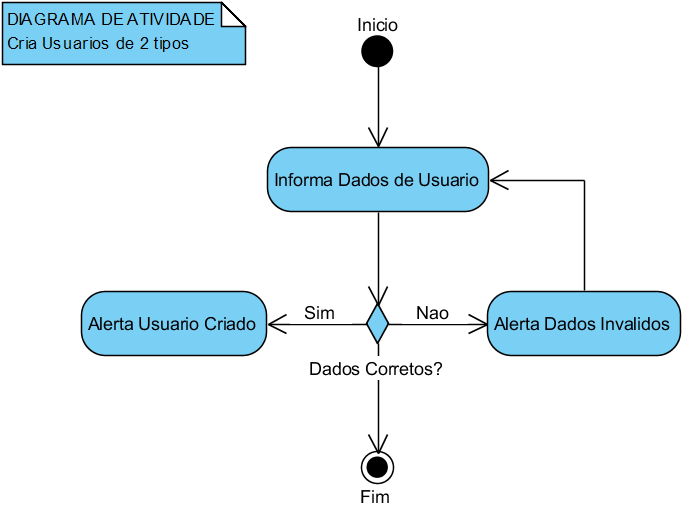 DIAGRAMA DE ATIVIDADE
Cria Usuarios de 2 tipos
Inicio
Informa Dados de Usuario
Alerta Usuario Criado
Sim
Nao
Alerta Dados Invalidos
Dados Corretos?
Fim